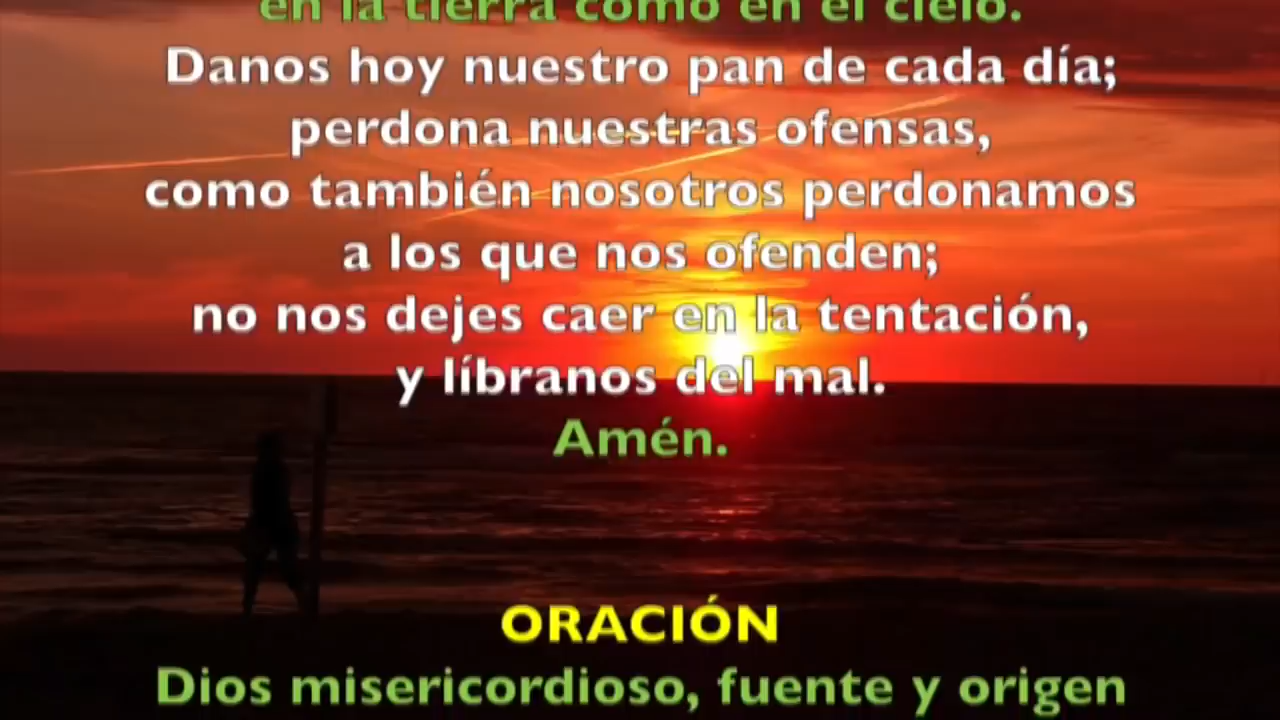 en la tierra como en el cielo.
Danos hoy nuestro pan de cada día;
perdona nuestras ofensas,
como también nosotros perdonamos
a los que nos ofenden;
no nos dejes caer en la tentación,
y líbranos del mal.
Amén.
ORACIÓN
Dios misericordioso, fuente y origen